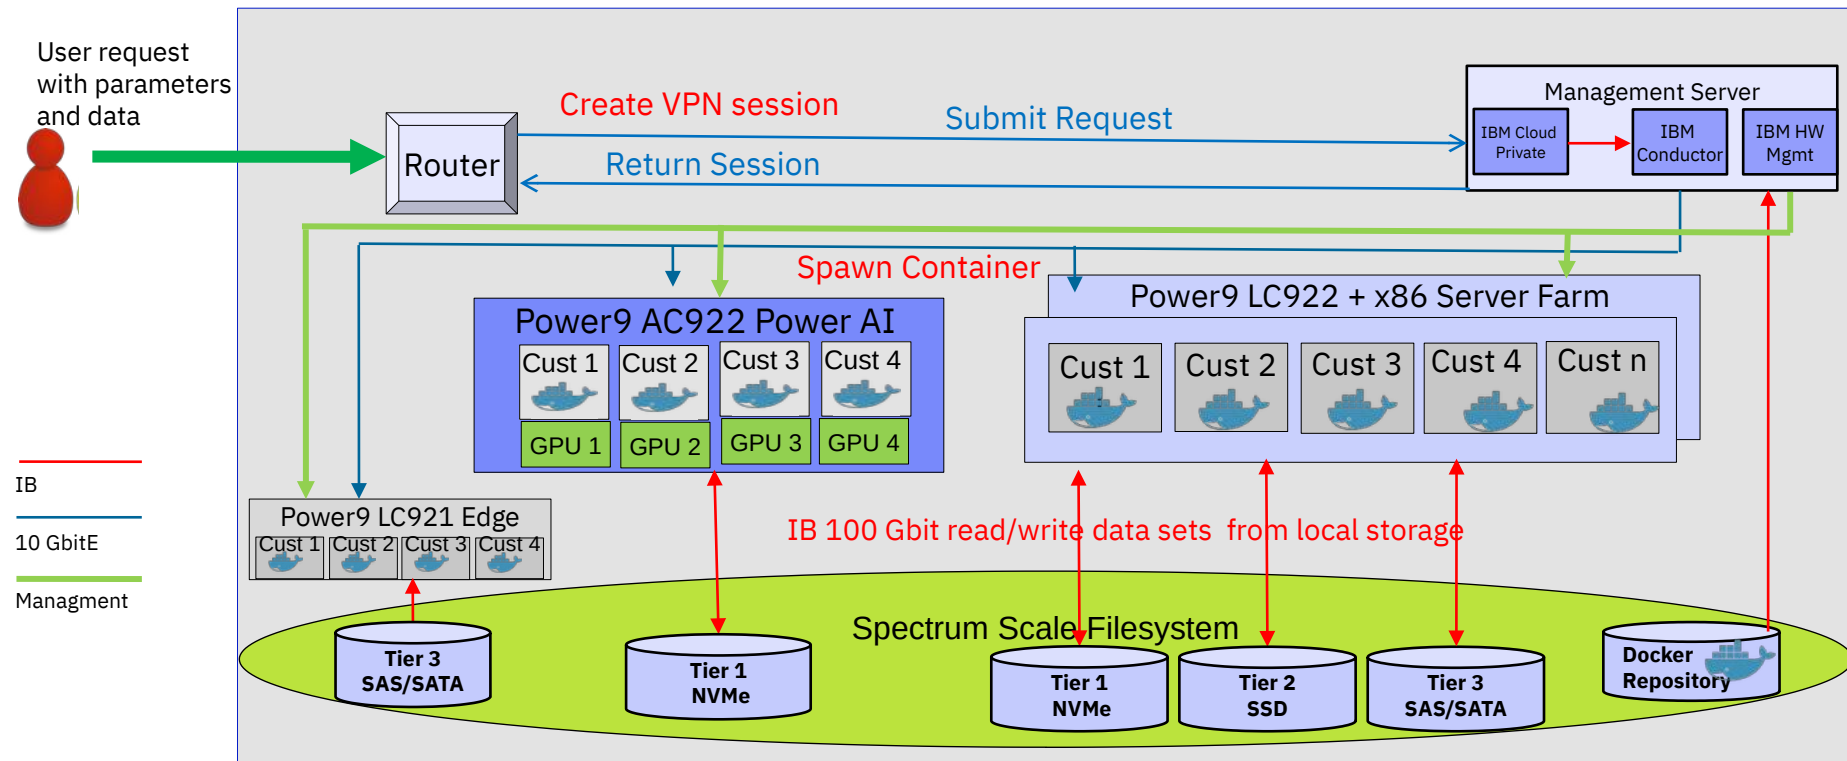 User request
with parameters
and data
Router
Create VPN session
Submit Request
Return Session
Management Server
IBM Cloud
Private
IBM
Conductor
IBM HW
Mgmt
Spawn Container
Power9 AC922 Power AI
Cust 1
Cust 2
Cust 3
Cust 4
GPU 1
GPU 2
GPU 3
GPU 4
Power9 LC922 + x86 Server Farm
Cust 1
Cust 2
Cust 3
Cust 4
Cust n
IB
10 GbitE
Managment
Power9 LC921 Edge
Cust 1
Cust 2
Cust 3
Cust 4
IB 100 Gbit read/write data sets  from local storage
Spectrum Scale Filesystem
Tier 3
SAS/SATA
Tier 1
NVMe
Tier 1
NVMe
Tier 2
SSD
Tier 3
SAS/SATA
Docker
Repository